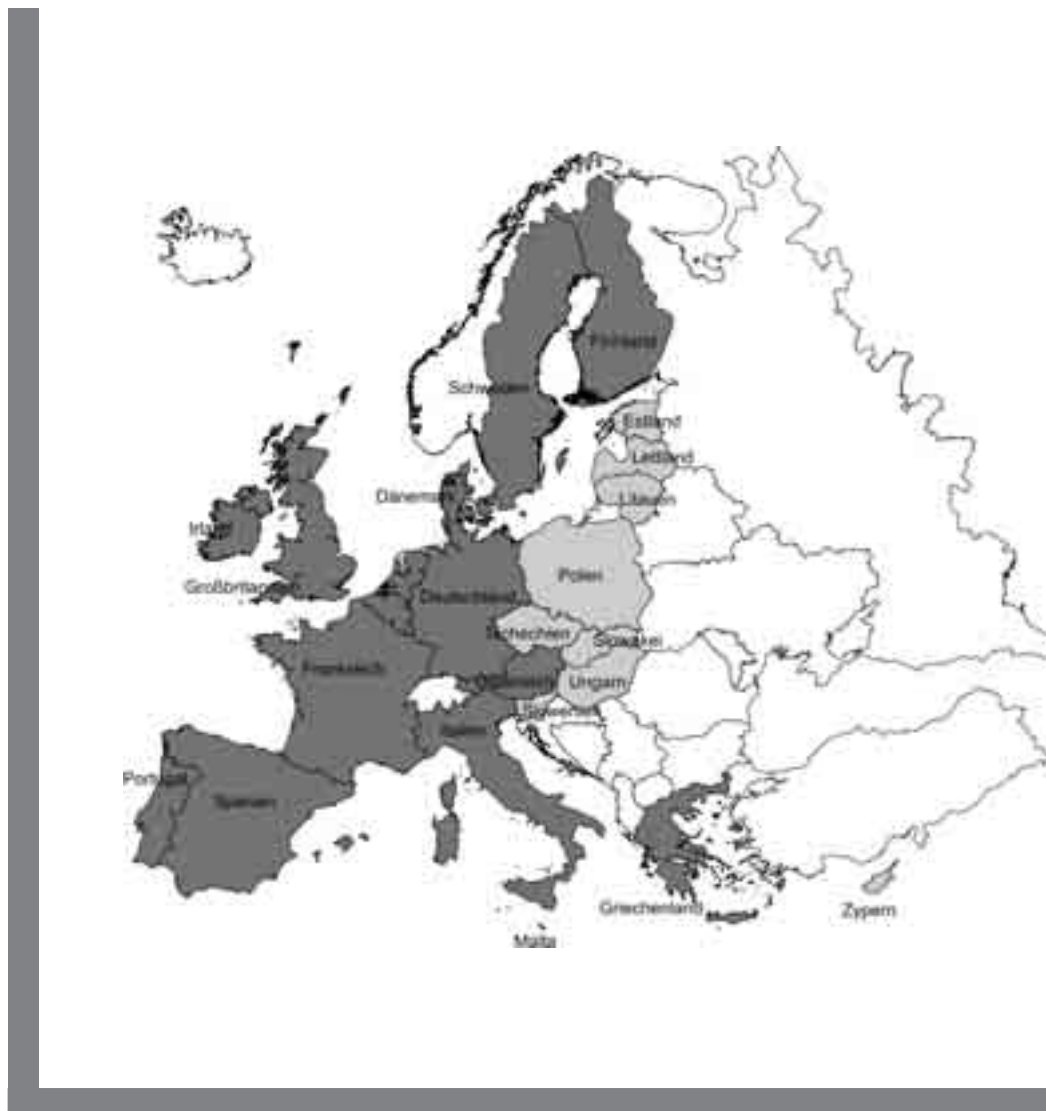 Finnland
Schweden
Estland
Lettland
Litauen
Dänemark
Irland
Großbritannien
Polen
Deutschland
Tschechien
Slowakei
Frankreich
Österreich
Ungarn
Slowenien
Italien
Portugal
Spanien
Griechenland
Zypern
Malta